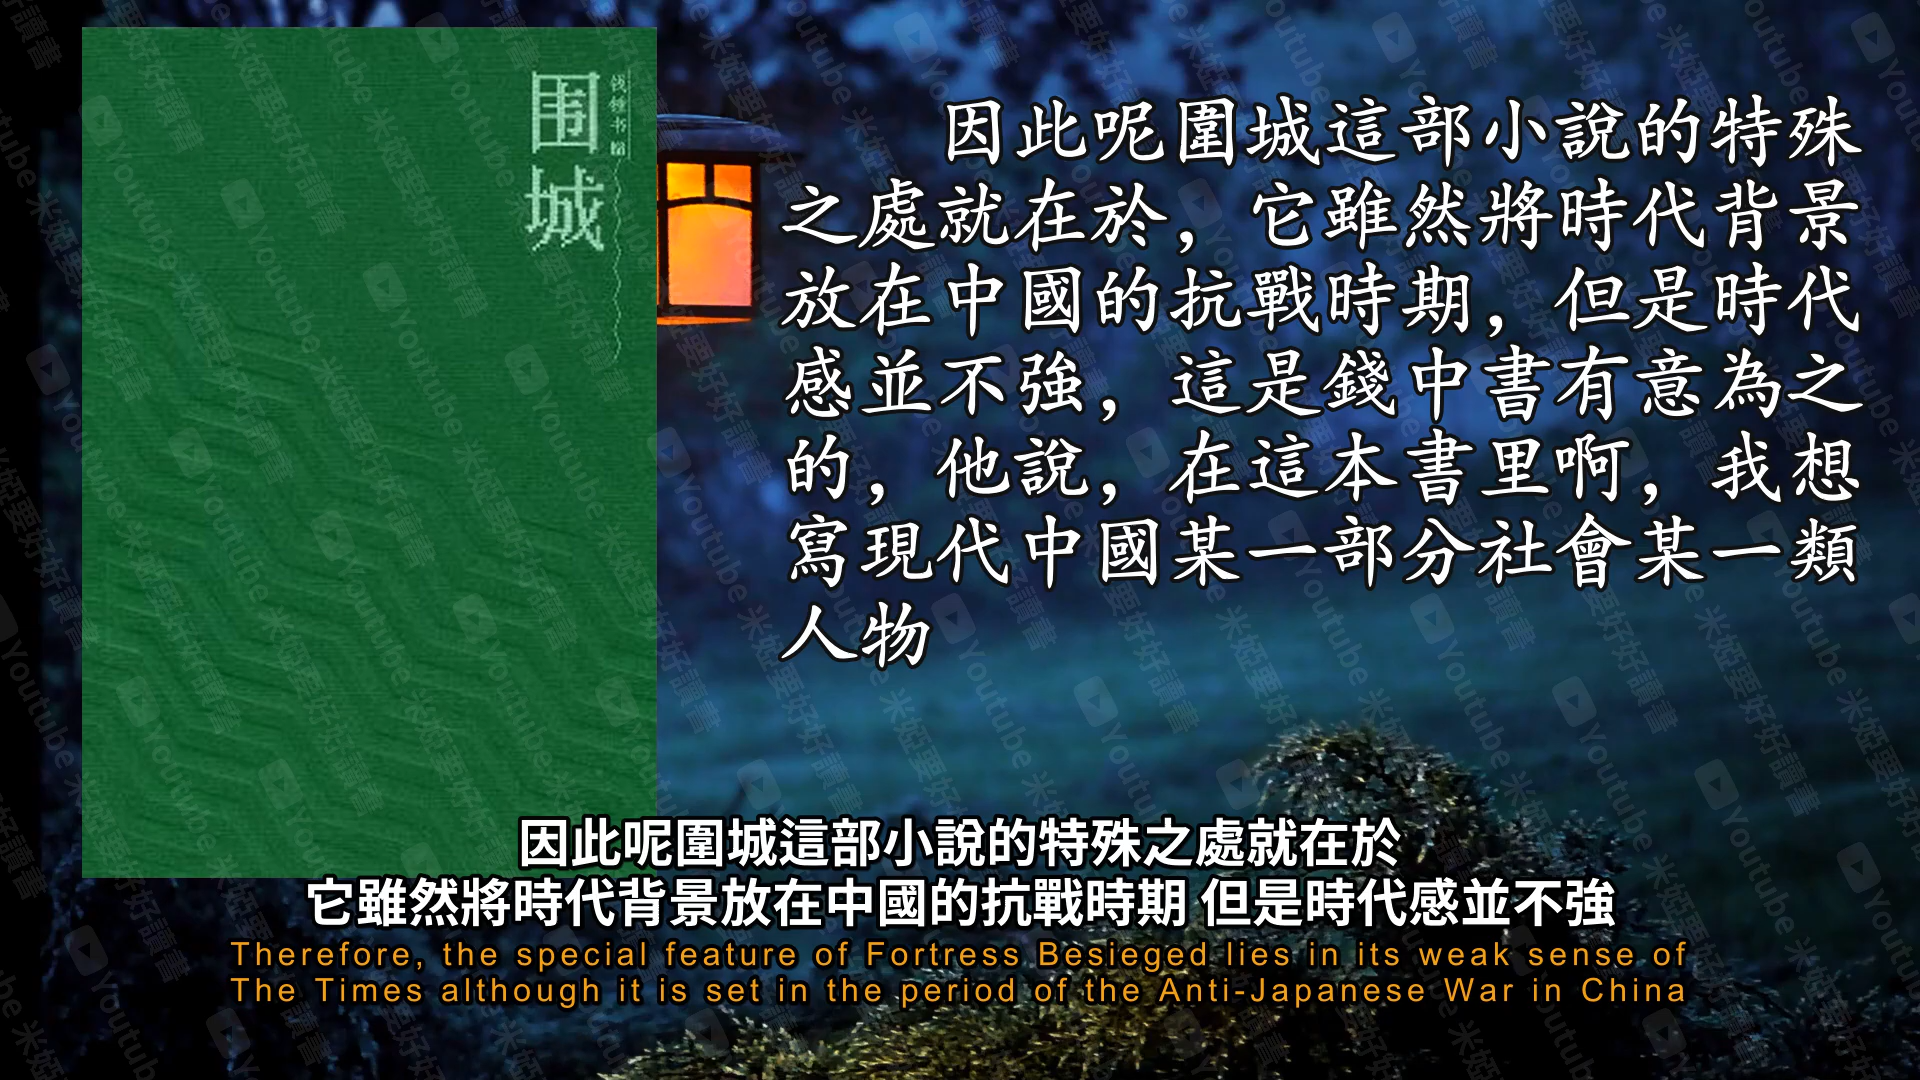 围城
钱锺书
因此呢圍城這部小說的特殊
之處就在於，它雖然將時代背景
放在中國的抗戰時期，但是時代
感並不強，這是錢中書有意為之
的，他說，在這本書里啊，我想
寫現代中國某一部分社會某一類
人物
因此呢圍城這部小說的特殊之處就在於
它雖然將時代背景放在中國的抗戰時期 但是時代感並不強
Therefore, the special feature of Fortress Besieged lies in its weak sense of
The Times although it is set in the period of the Anti-Japanese War in China
Youtube 米婭要好好讀書